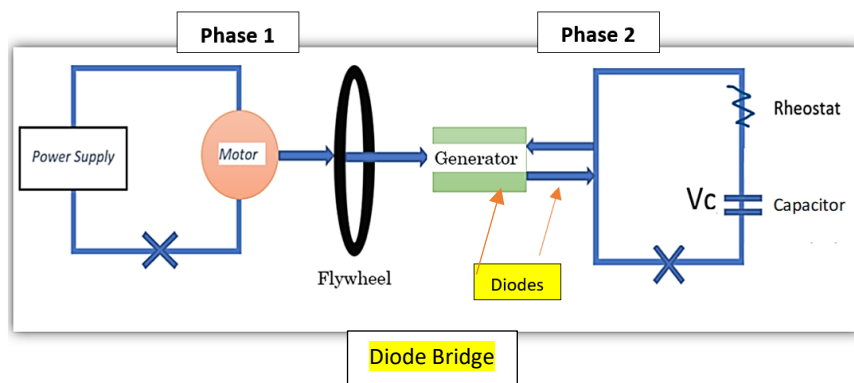 Phase 1
Phase 2
Power Supply
Motor
Generator
Rheostat
Vc
Capacitor
Flywheel
Diodes
Diode Bridge